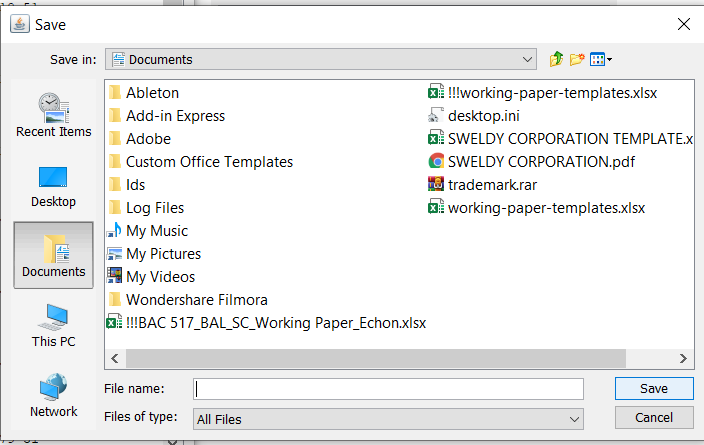 Save
Save in:
Documents
Recent Items
Desktop
Documents
This PC
Network
Ableton
Add-in Express
Adobe
Custom Office Templates
Ids
Log Files
My Music
My Pictures
My Videos
Wondershare Filmora
!!!BAC 517_BAL_SC_Working Paper_Echon.xlsx
!!!working-paper-templates.xlsx
desktop.ini
SWELDY CORPORATION TEMPLATE.x
SWELDY CORPORATION.pdf
trademark.rar
working-paper-templates.xlsx
File name:
Save
Files of type:
All Files
Cancel